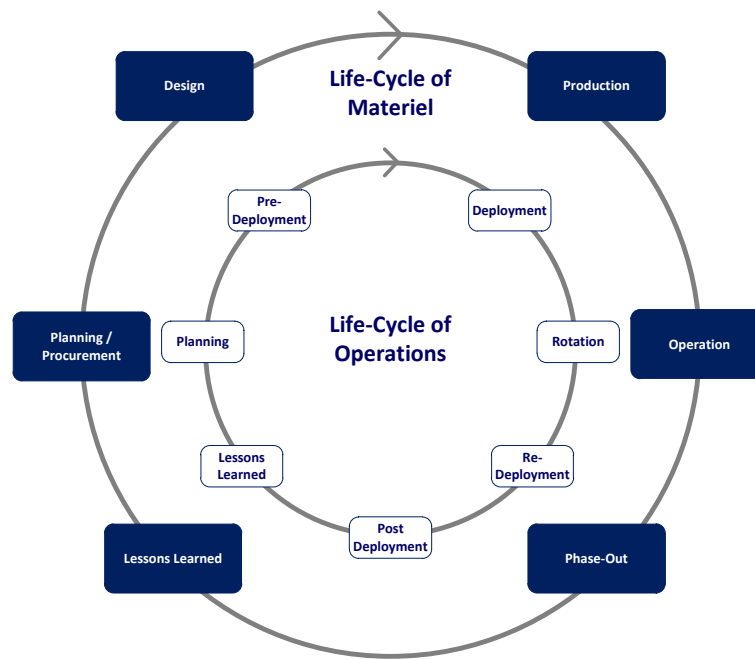 Design
Life-Cycle of
Materiel
Production
Pre-
Deployment
Deployment
Planning /
Procurement
Planning
Life-Cycle of
Operations
Rotation
Operation
Lessons
Learned
Re-
Deployment
Post
Deployment
Lessons Learned
Phase-Out